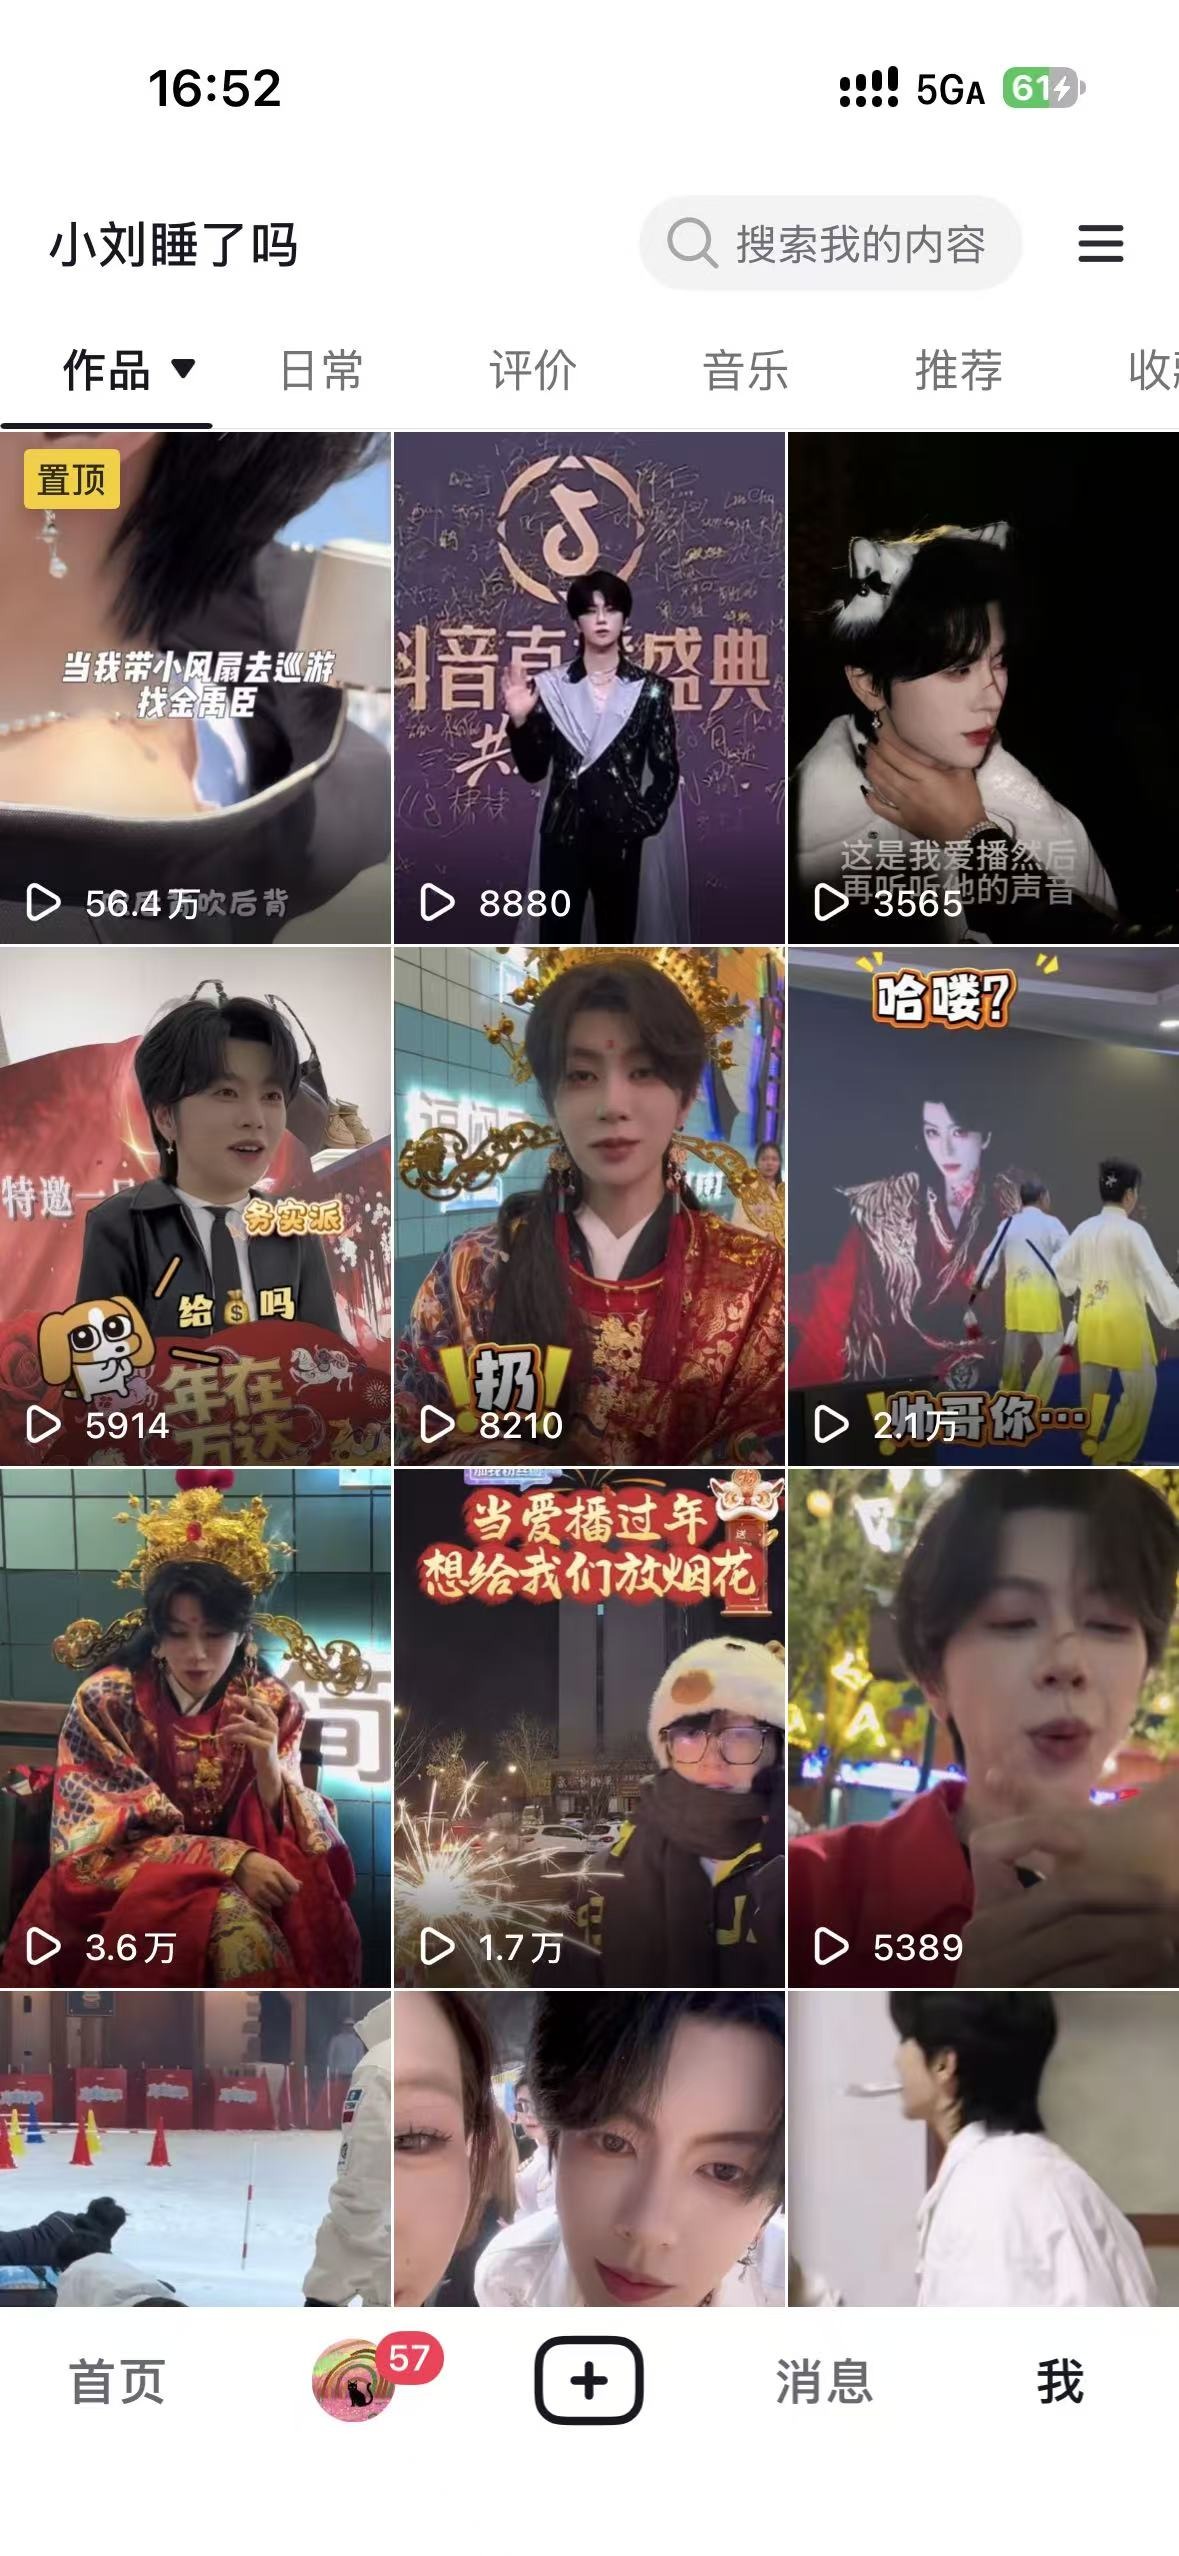 16:52
5GA
61
小刘睡了吗
搜索我的内容
作品
日常
评价
音乐
推荐
置顶
当我带小风扇去巡游
找金禹臣
吹后背
56.4万
盛典
8880
这是我爱播然后
再听听他的声音
3565
特邀一
务实派
给
$
吗
年在
5914
扔
8210
哈喽?
帅哥你…
2.1万
3.6万
当爱播过年
想给我们放烟花
送
1.7万
5389
首页
57
消息
我